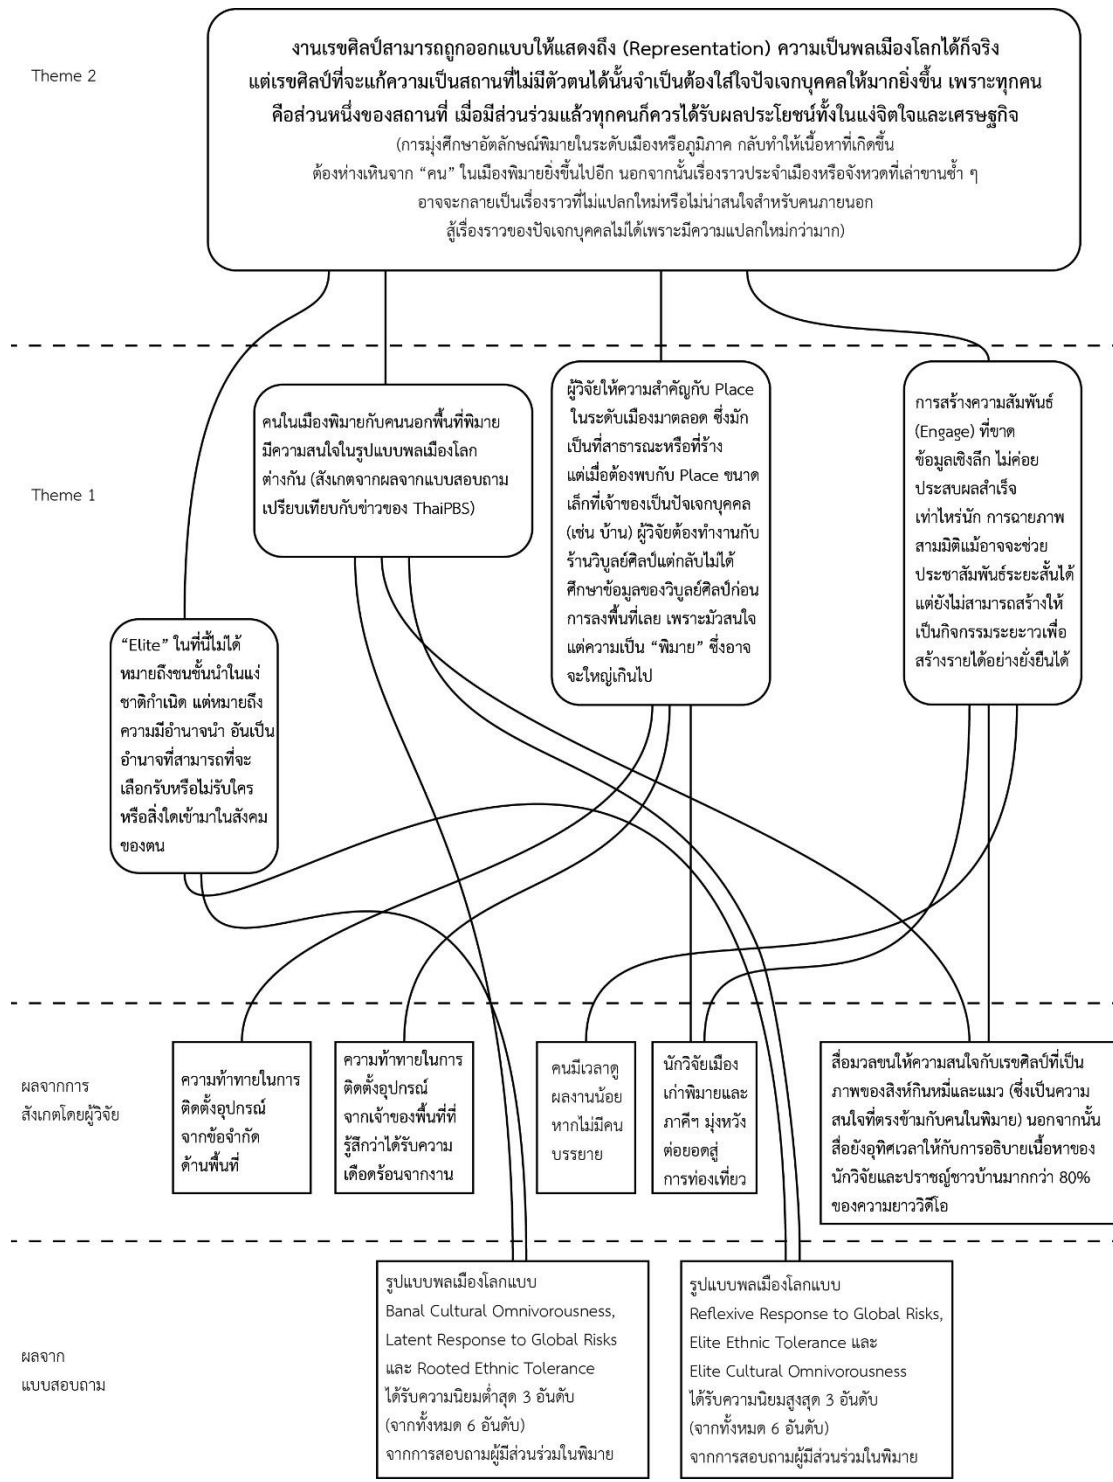 Theme 2
งานเรขศิลป์สามารถถูกออกแบบให้แสดงถึง (Representation) ความเป็นพลเมืองโลกได้ก็จริง
แต่เรขศิลป์ที่จะแก้ความเป็นสถานที่ไม่มีตัวตนได้นั้นจำเป็นต้องใส่ใจปัจเจกบุคคลให้มากยิ่งขึ้น เพราะทุกคน
คือส่วนหนึ่งของสถานที่ เมื่อมีส่วนร่วมแล้วทุกคนก็ควรได้รับผลประโยชน์ทั้งในแง่จิตใจและเศรษฐกิจ
(การมุ่งศึกษาอัตลักษณ์พิมายในระดับเมืองหรือภูมิภาค กลับทำให้เนื้อหาที่เกิดขึ้น
ต้องห่างเหินจาก “คน” ในเมืองพิมายยิ่งขึ้นไปอีก นอกจากนั้นเรื่องราวประจำเมืองหรือจังหวดที่เล่าขานซ้ำ ๆ
อาจจะกลายเป็นเรื่องราวที่ไม่แปลกใหม่หรือไม่น่าสนใจสำหรับคนภายนอก
สู้เรื่องราวของปัจเจกบุคคลไม่ได้เพราะมีความแปลกใหม่กว่ามาก)
Theme 1
คนในเมืองพิมายกับคนนอกพื้นที่พิมาย
มีความสนใจในรูปแบบพลเมืองโลก
ต่างกัน (สังเกตจากผลจากแบบสอบถาม
เปรียบเทียบกับข่าวของ ThaiPBS)
ผู้วิจัยให้ความสำคัญกับ Place
ในระดับเมืองมาตลอด ซึ่งมัก
เป็นที่สาธารณะหรือที่ร้าง
แต่เมื่อต้องพบกับ Place ขนาด
เล็กที่เจ้าของเป็นปัจเจกบุคคล
(เช่น บ้าน) ผู้วิจัยต้องทำงานกับ
ร้านวิบูลย์ศิลป์แต่กลับไม่ได้
ศึกษาข้อมูลของวิบูลย์ศิลป์ก่อน
การลงพื้นที่เลย เพราะมัวสนใจ
แต่ความเป็น “พิมาย” ซึ่งอาจ
จะใหญ่เกินไป
การสร้างความสัมพันธ์
(Engage) ที่ขาด
ข้อมูลเชิงลึก ไม่ค่อย
ประสบผลสำเร็จ
เท่าไหร่นัก การฉายภาพ
สามมิติแม้อาจจะช่วย
ประชาสัมพันธ์ระยะสั้นได้
แต่ยังไม่สามารถสร้างให้
เป็นกิจกรรมระยะาวเพื่อ
สร้างรายได้อย่างยั่งยืนได้
“Elite” ในที่นี้ไม่ได้
หมายถึงชนชั้นนำในแง่
ชาติกำเนิด แต่หมายถึง
ความมีอำนาจนำ อันเป็น
อำนาจที่สามารถที่จะ
เลือกรับหรือไม่รับใคร
หรือสิ่งใดเข้ามาในสังคม
ของตน
ผลจากการ
สังเกตโดยผู้วิจัย
ความท้าทายในการ
ติดตั้งอุปกรณ์
จากข้อจำกัด
ด้านพื้นที่
ความท้าทายในการ
ติดตั้งอุปกรณ์
จากเจ้าของพื้นที่ที่
รู้สึกว่าได้รับความ
เดือดร้อนจากงาน
คนมีเวลาดู
ผลงานน้อย
หากไม่มีคน
บรรยาย
นักวิจัยเมือง
เก่าพิมายและ
ภาคีฯ มุ่งหวัง
ต่อยอดสู่
การท่องเที่ยว
สื่อมวลชนให้ความสนใจกับเรขศิลป์ที่เป็น
ภาพของสิงห์กินหมี่และแมว (ซึ่งเป็นความ
สนใจที่ตรงข้ามกับคนในพิมาย) นอกจากนั้น
สื่อยังอุทิศเวลาให้กับการอธิบายเนื้อหาของ
นักวิจัยและปราชญ์ชาวบ้านมากกว่า 80%
ของความยาววิดีโอ
ผลจาก
แบบสอบถาม
รูปแบบพลเมืองโลกแบบ
Banal Cultural Omnivorousness,
Latent Response to Global Risks
และ Rooted Ethnic Tolerance
ได้รับความนิยมต่ำสุด 3 อันดับ
(จากทั้งหมด 6 อันดับ)
จากการสอบถามผู้มีส่วนร่วมในพิมาย
รูปแบบพลเมืองโลกแบบ
Reflexive Response to Global Risks,
Elite Ethnic Tolerance และ
Elite Cultural Omnivorousness
ได้รับความนิยมสูงสุด 3 อันดับ
(จากทั้งหมด 6 อันดับ)
จากการสอบถามผู้มีส่วนร่วมในพิมาย